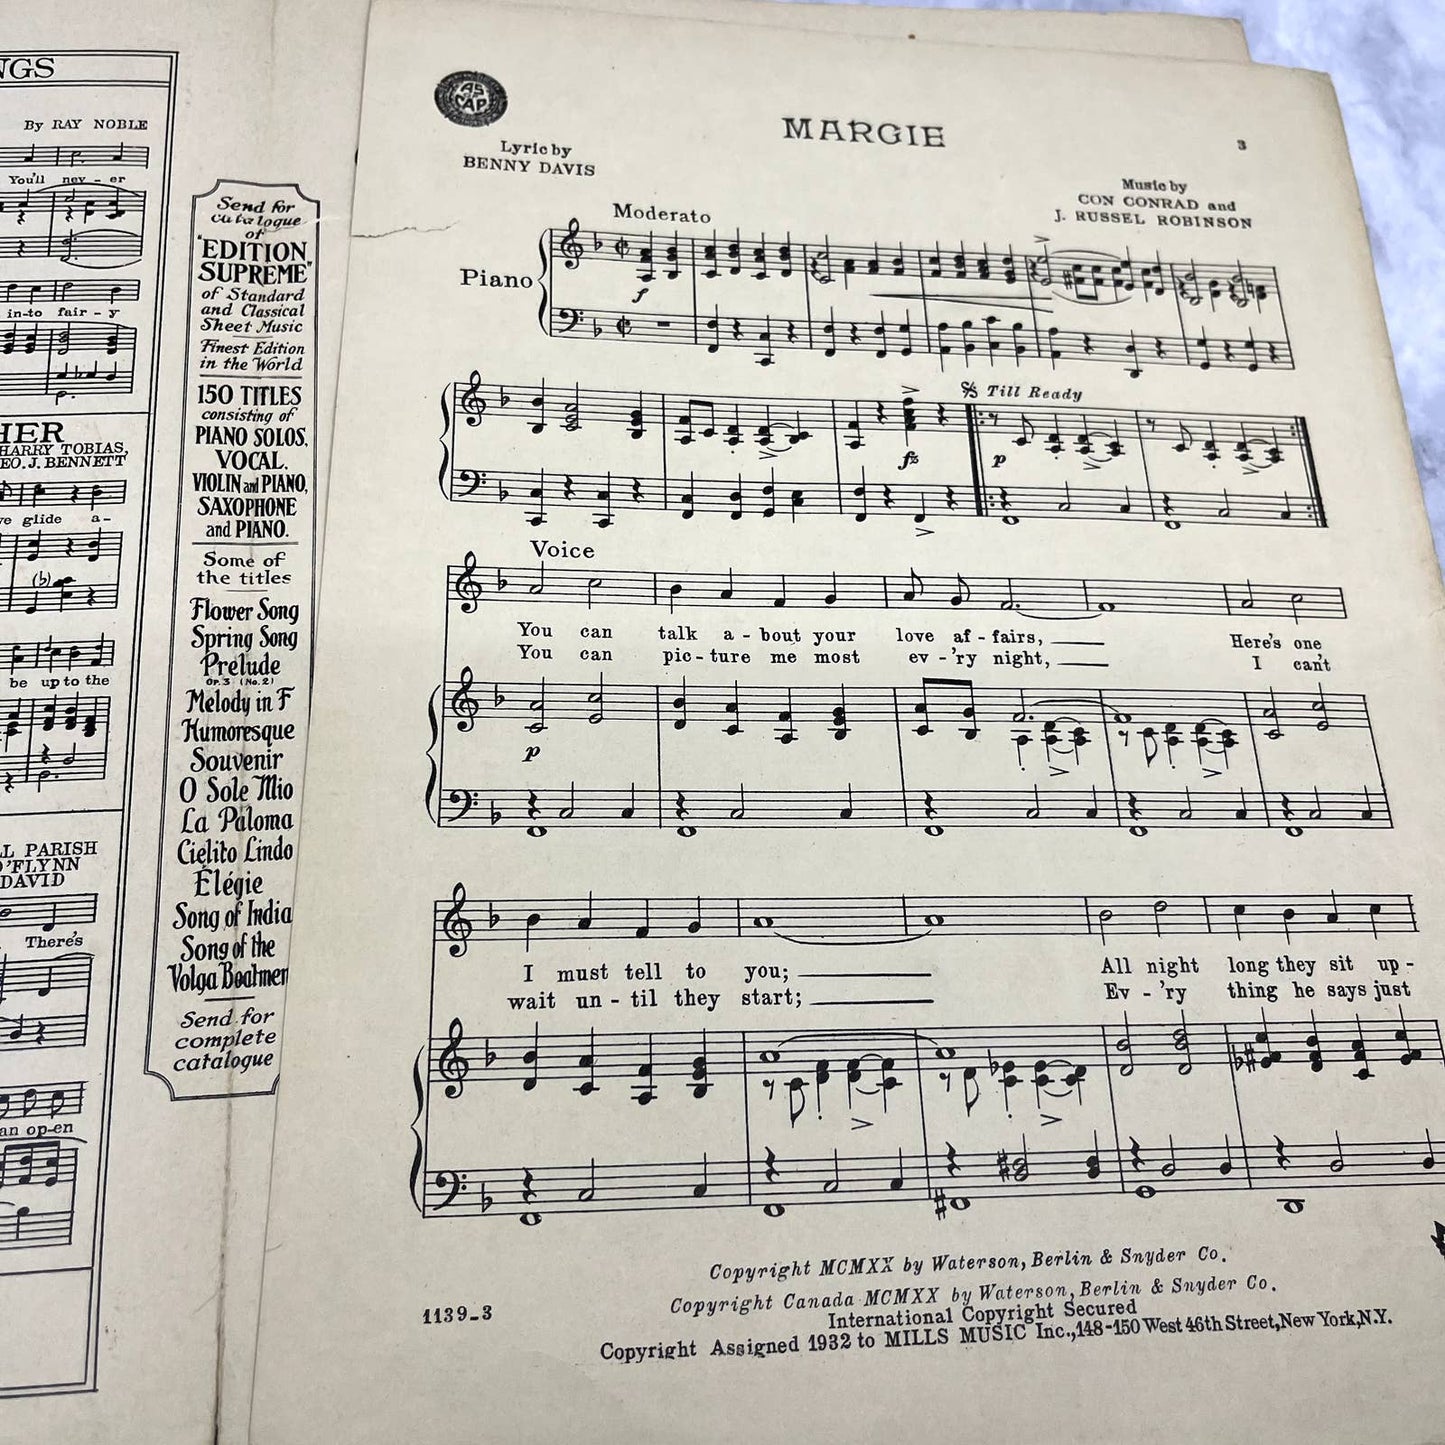 NGS
By RAY NOBLE
You'll nev - er
in-to fair - y
HER
HARRY TOBIAS,
EO. J. BENNETT
ve glide a-
(b)
be up to the
LL PARISH
O'FLYNN
DAVID
There's
an op-en
Send for
catalogue
of
"EDITION
SUPREME"
of Standard
and Classical
Sheet Music
Finest Edition
in the World
150 TITLES
consisting of
PIANO SOLOS,
VOCAL,
VIOLIN and PIANO,
SAXOPHONE
and PIANO.
Some of
the titles
Flower Song
Spring Song
Prelude
Op. 3 (No. 2)
Melody in F
Humoresque
Souvenir
O Sole Mio
La Paloma
Cielito Lindo
Élégie
Song of India
Song of the
Volga Boatmen
Send for
complete
catalogue
AS
CAP
MARGIE
3
Lyric by
BENNY DAVIS
Music by
CON CONRAD and
J. RUSSEL ROBINSON
Moderato
Piano
f
Till Ready
fz
p
Voice
You can talk a - bout your love af - fairs, Here's one
You can pic - ture me most ev - 'ry night, I can't
p
I must tell to you; All night long they sit up -
wait un - til they start; Ev - 'ry thing he says just
Copyright MCMXX by Waterson, Berlin & Snyder Co.
Copyright Canada MCMXX by Waterson, Berlin & Snyder Co.
International Copyright Secured
1139-3
Copyright Assigned 1932 to MILLS MUSIC Inc., 148-150 West 46th Street, New York, N.Y.